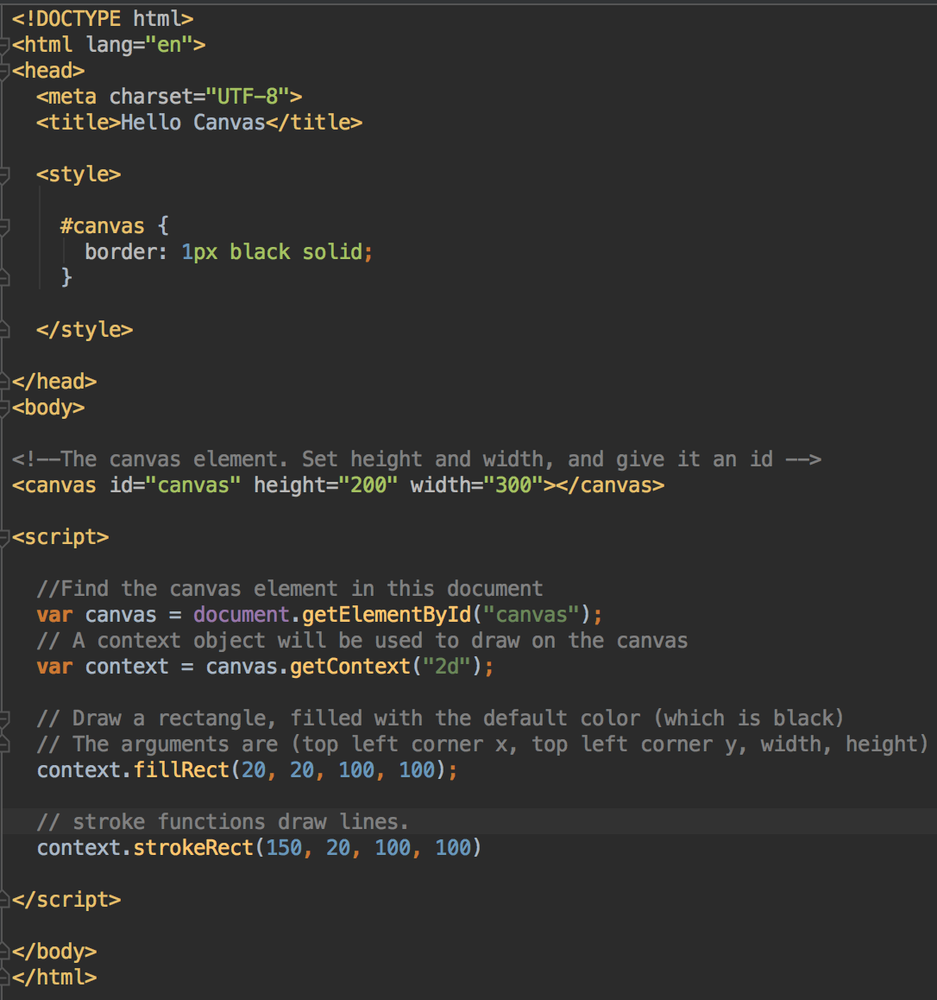 <!DOCTYPE html>
<html lang="en">
<head>
  <meta charset="UTF-8">
  <title>Hello Canvas</title>
  <style>
    #canvas {
      border: 1px black solid;
    }
  </style>
</head>
<body>
<!--The canvas element. Set height and width, and give it an id -->
<canvas id="canvas" height="200" width="300"></canvas>
<script>
  //Find the canvas element in this document
  var canvas = document.getElementById("canvas");
  // A context object will be used to draw on the canvas
  var context = canvas.getContext("2d");
  // Draw a rectangle, filled with the default color (which is black)
  // The arguments are (top left corner x, top left corner y, width, height)
  context.fillRect(20, 20, 100, 100);
  // stroke functions draw lines.
  context.strokeRect(150, 20, 100, 100)
</script>
</body>
</html>